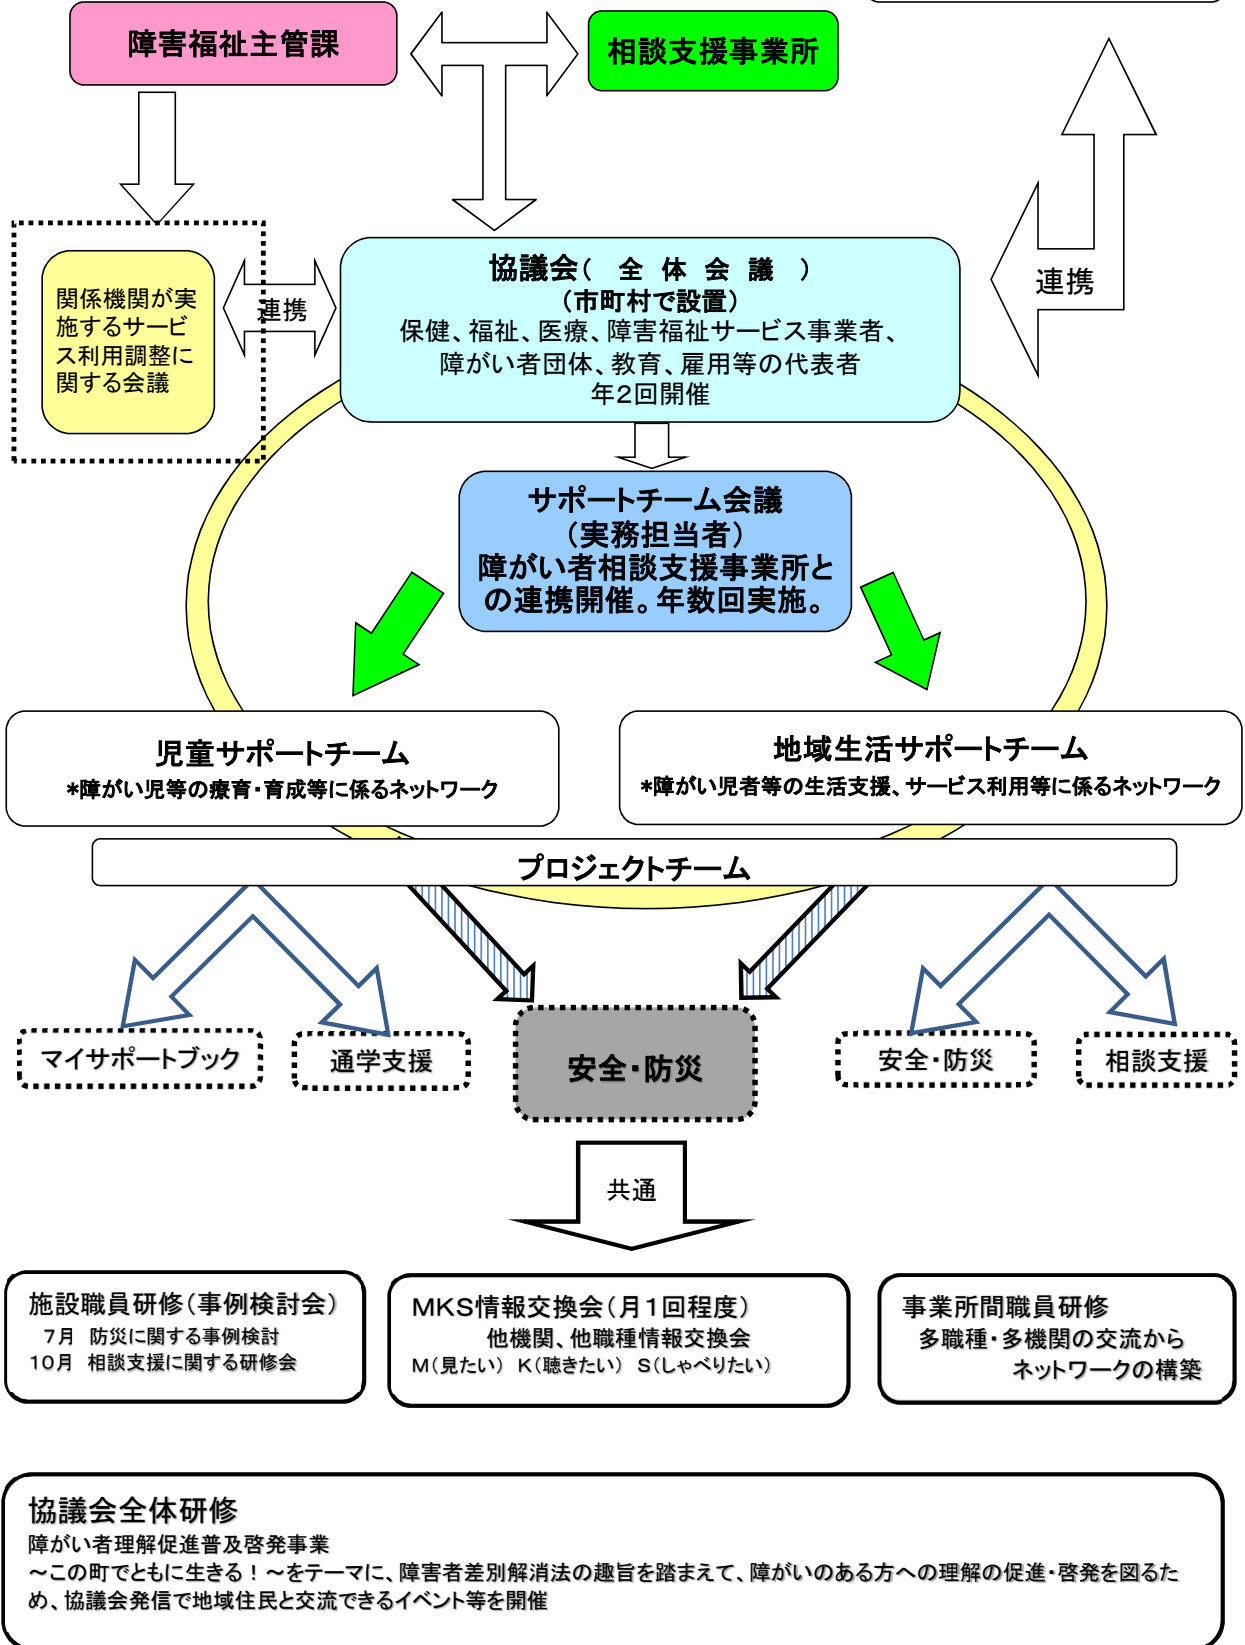 障害福祉主管課
相談支援事業所
協議会（　全　体　会　議　）
（市町村で設置）
保健、福祉、医療、障害福祉サービス事業者、
障がい者団体、教育、雇用等の代表者
年２回開催
連携
関係機関が実
施するサービ
ス利用調整に
関する会議
連携
サポートチーム会議
（実務担当者）
障がい者相談支援事業所と
の連携開催。年数回実施。
児童サポートチーム
*障がい児等の療育・育成等に係るネットワーク
地域生活サポートチーム
*障がい児者等の生活支援、サービス利用等に係るネットワーク
プロジェクトチーム
マイサポートブック
通学支援
安全・防災
安全・防災
相談支援
共通
施設職員研修（事例検討会）
７月　防災に関する事例検討
１０月　相談支援に関する研修会
ＭＫＳ情報交換会（月１回程度）
他機関、他職種情報交換会
Ｍ（見たい）　Ｋ（聴きたい）　Ｓ（しゃべりたい）
事業所間職員研修
多職種・多機関の交流から
ネットワークの構築
協議会全体研修
障がい者理解促進普及啓発事業
～この町でともに生きる！～をテーマに、障害者差別解消法の趣旨を踏まえて、障がいのある方への理解の促進・啓発を図るた
め、協議会発信で地域住民と交流できるイベント等を開催